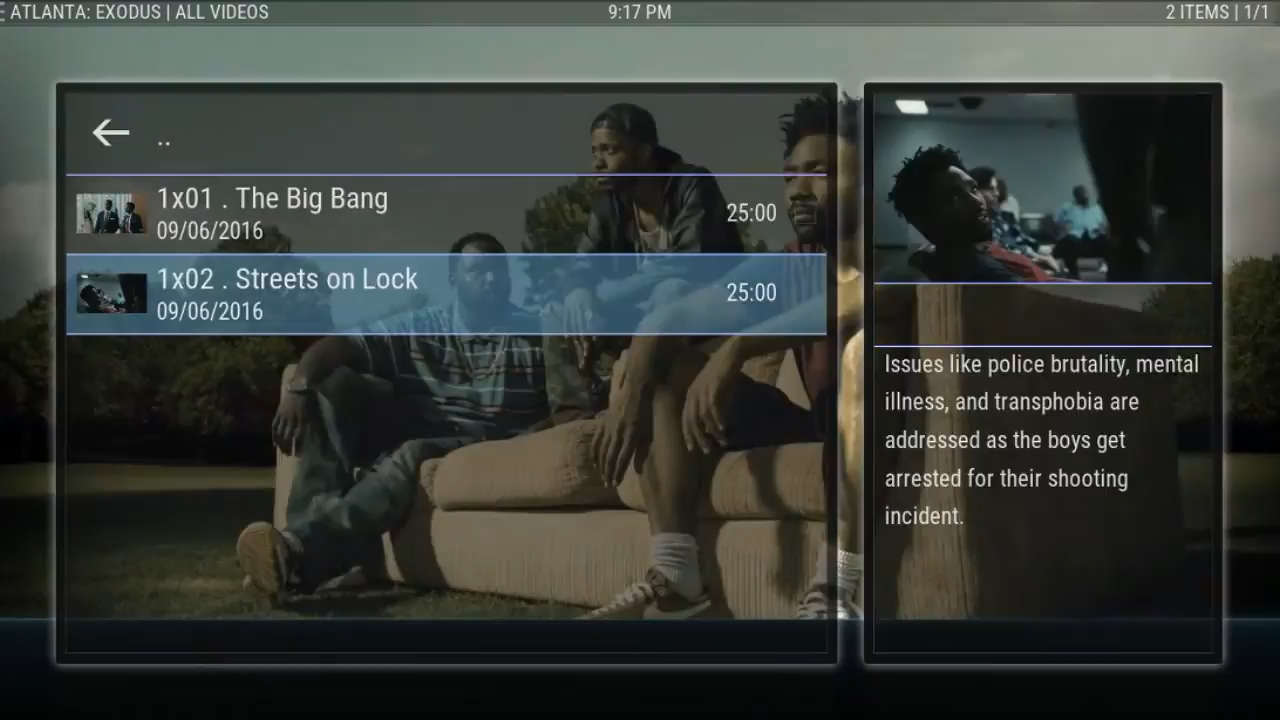 ATLANTA: EXODUS | ALL VIDEOS
9:17 PM
2 ITEMS | 1/1
..
1x01 . The Big Bang
09/06/2016
25:00
1x02 . Streets on Lock
09/06/2016
25:00
Issues like police brutality, mental
illness, and transphobia are
addressed as the boys get
arrested for their shooting
incident.